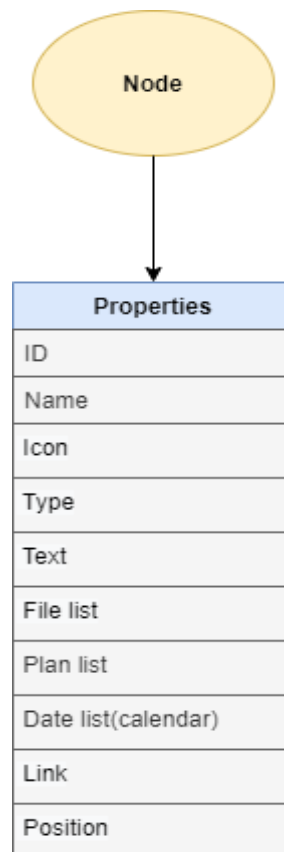 Node
Properties
ID
Name
Icon
Type
Text
File list
Plan list
Date list(calendar)
Link
Position